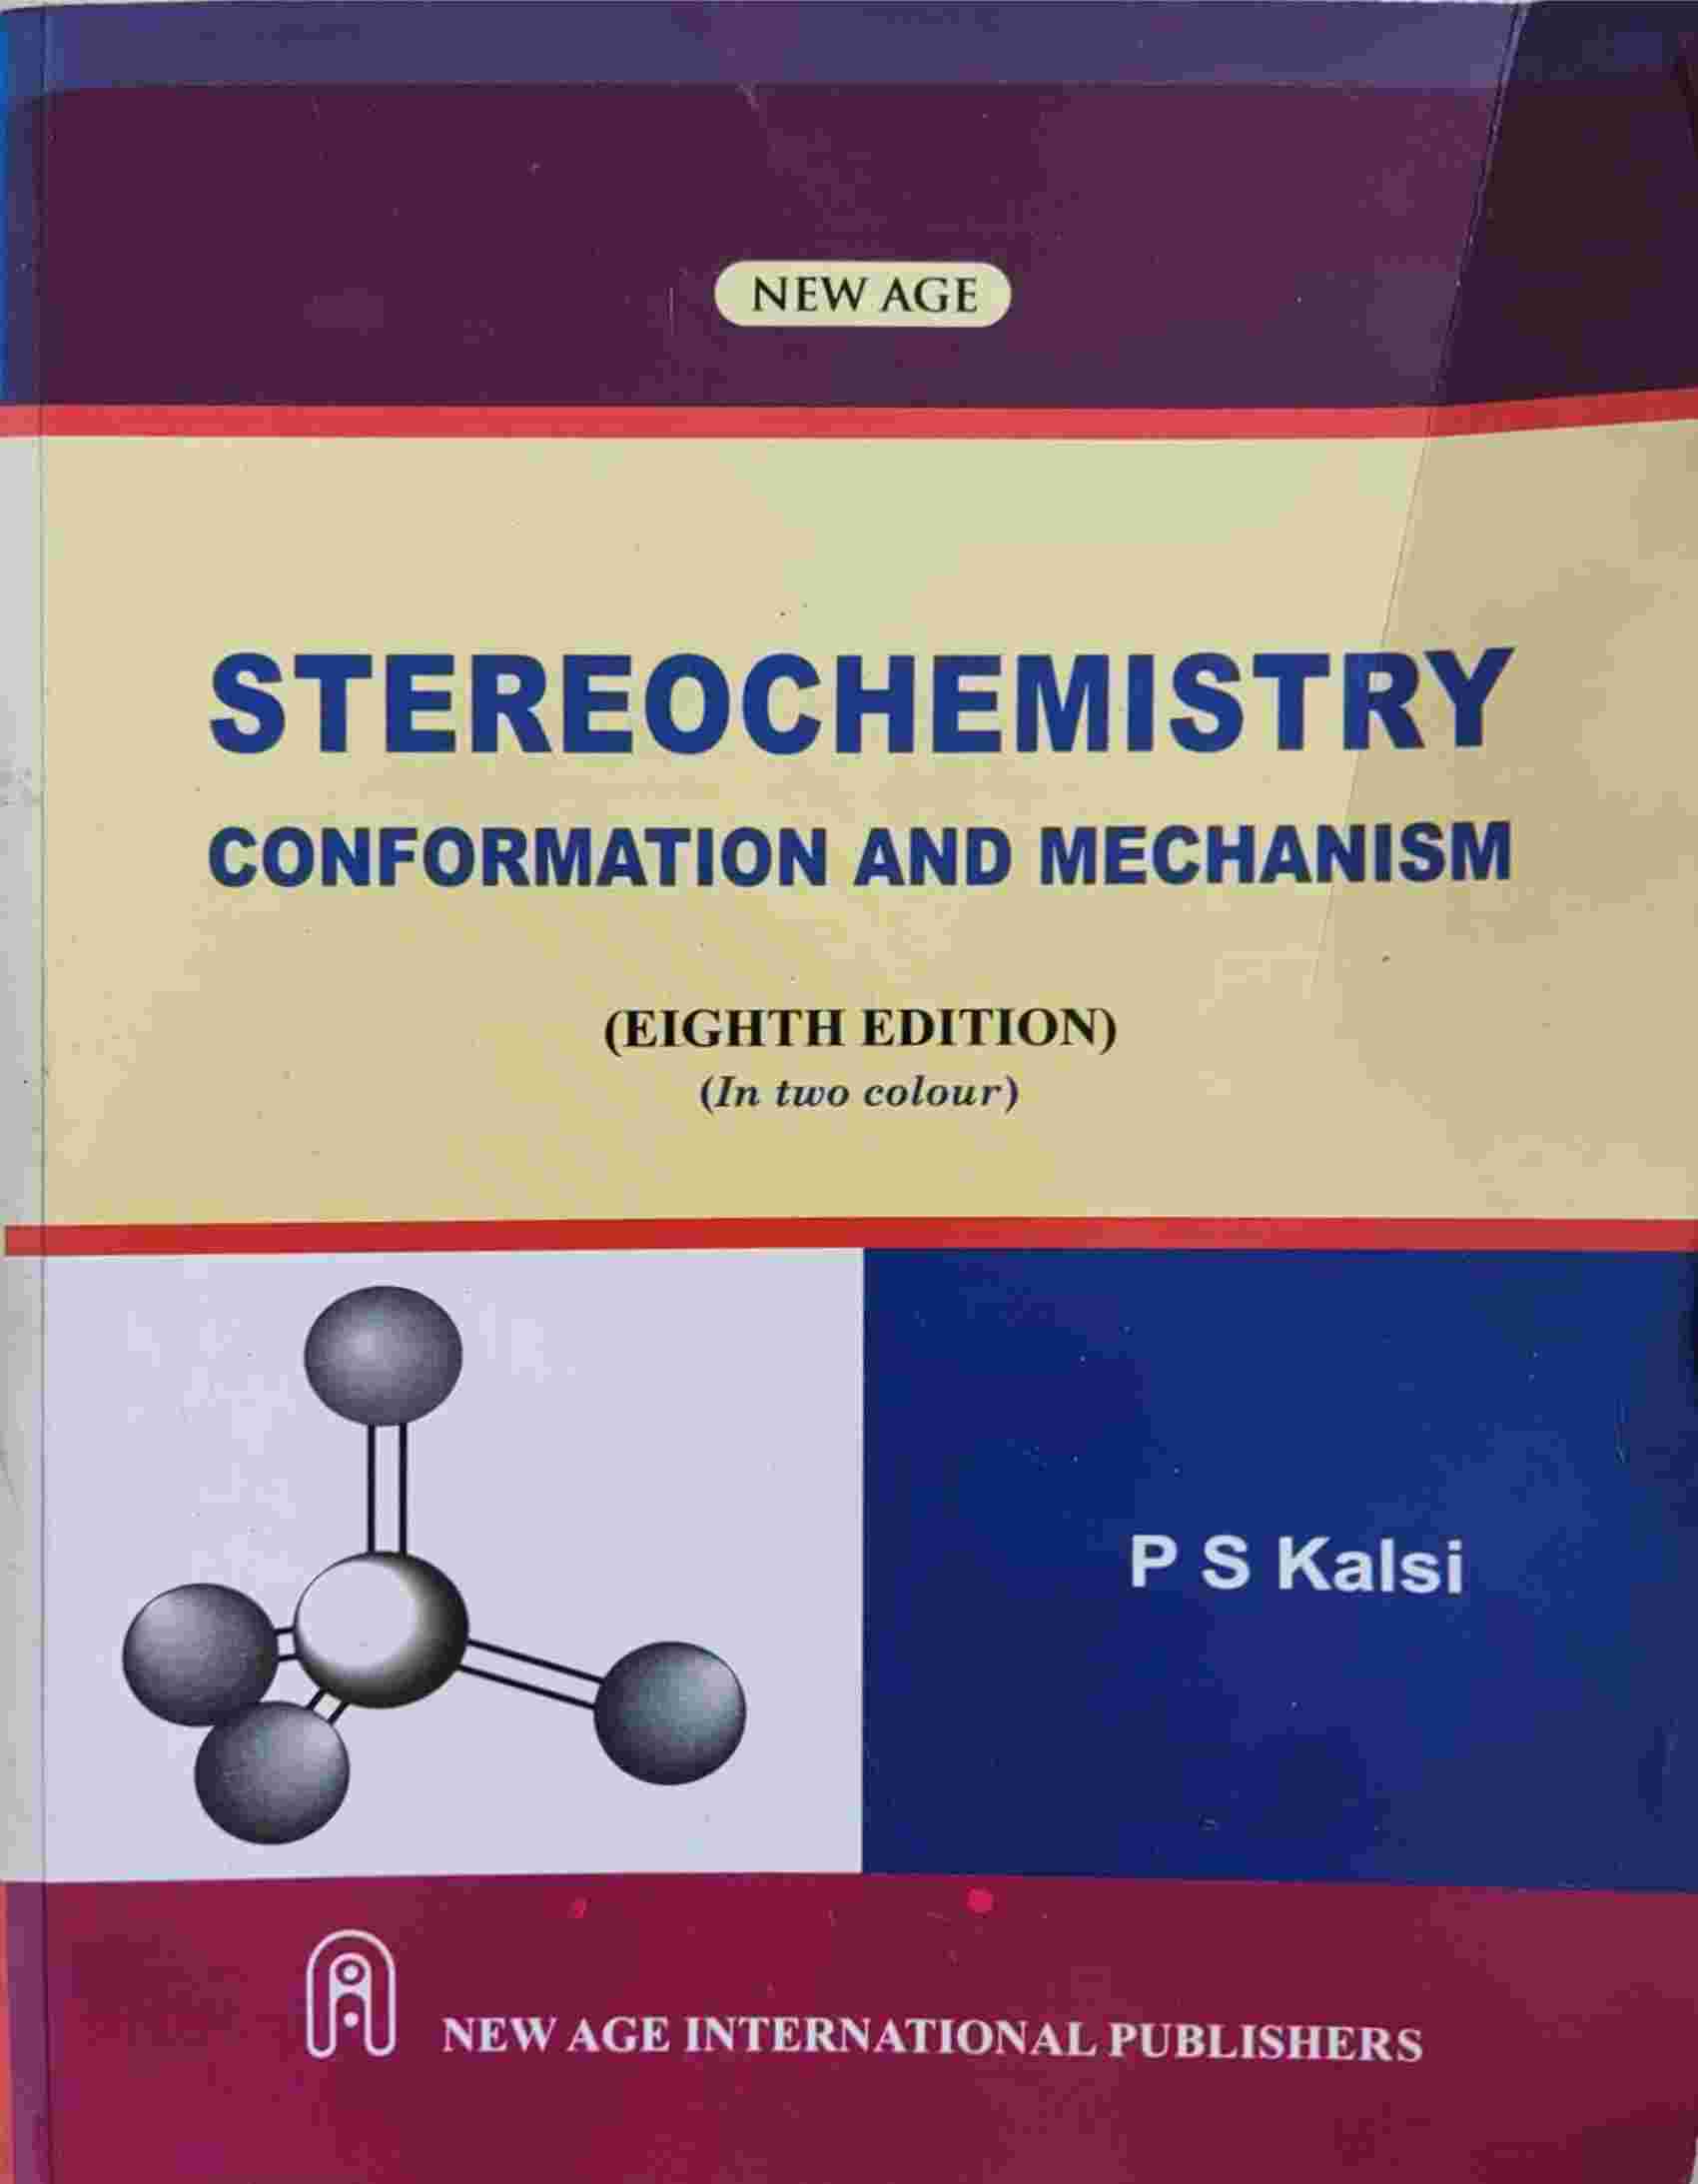 NEW AGE
STEREOCHEMISTRY
CONFORMATION AND MECHANISM
(EIGHTH EDITION)
(In two colour)
P S Kalsi
NEW AGE INTERNATIONAL PUBLISHERS